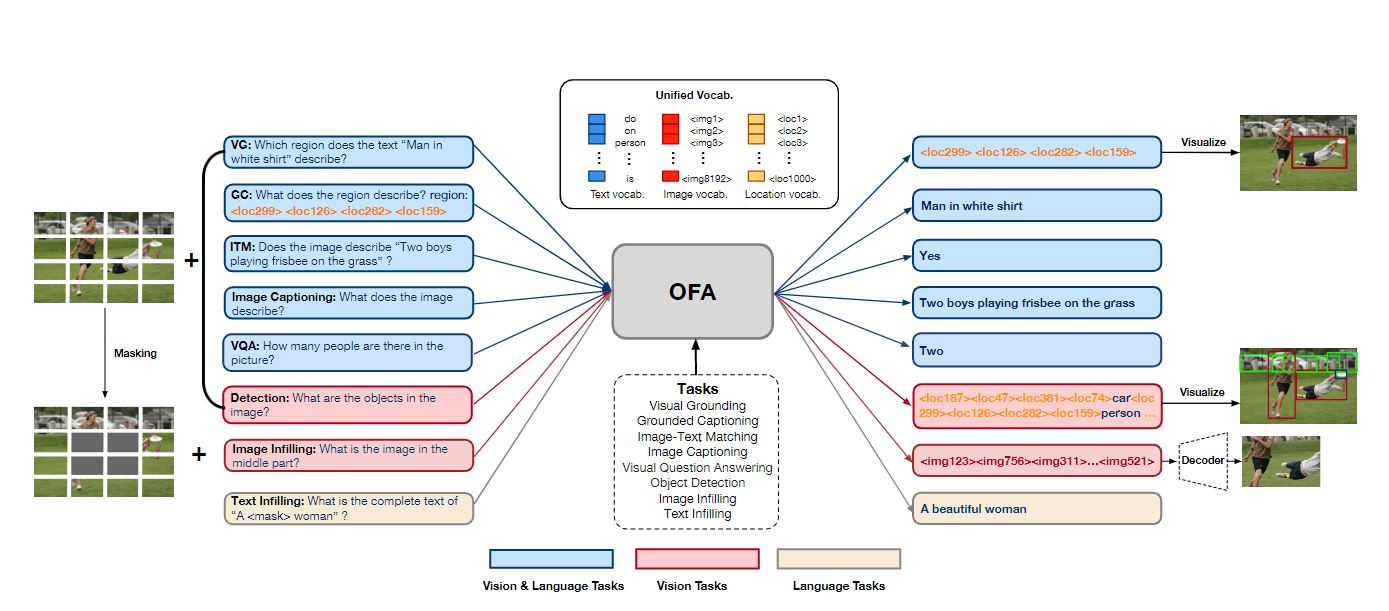 Unified Vocab.
do <img1> <loc1>
on <img2> <loc2>
person <img3> <loc3>
is <img8192> <loc1000>
Text vocab. Image vocab. Location vocab.
VG: Which region does the text “Man in
white shirt” describe?
GC: What does the region describe? region:
<loc299> <loc126> <loc282> <loc159>
ITM: Does the image describe “Two boys
playing frisbee on the grass” ?
Image Captioning: What does the image
describe?
VQA: How many people are there in the
picture?
Detection: What are the objects in the
image?
Image Infilling: What is the image in the
middle part?
Text Infilling: What is the complete text of
“A <mask> woman” ?
+
Masking
+
OFA
Tasks
Visual Grounding
Grounded Captioning
Image-Text Matching
Image Captioning
Visual Question Answering
Object Detection
Image Infilling
Text Infilling
<loc299> <loc126> <loc282> <loc159>
Visualize
Man in white shirt
Yes
Two boys playing frisbee on the grass
Two
<loc187><loc47><loc381><loc74>car<loc
299><loc126><loc282><loc159>person ...
Visualize
<img123><img756><img311>...<img521>
Decoder
A beautiful woman
Vision & Language Tasks
Vision Tasks
Language Tasks